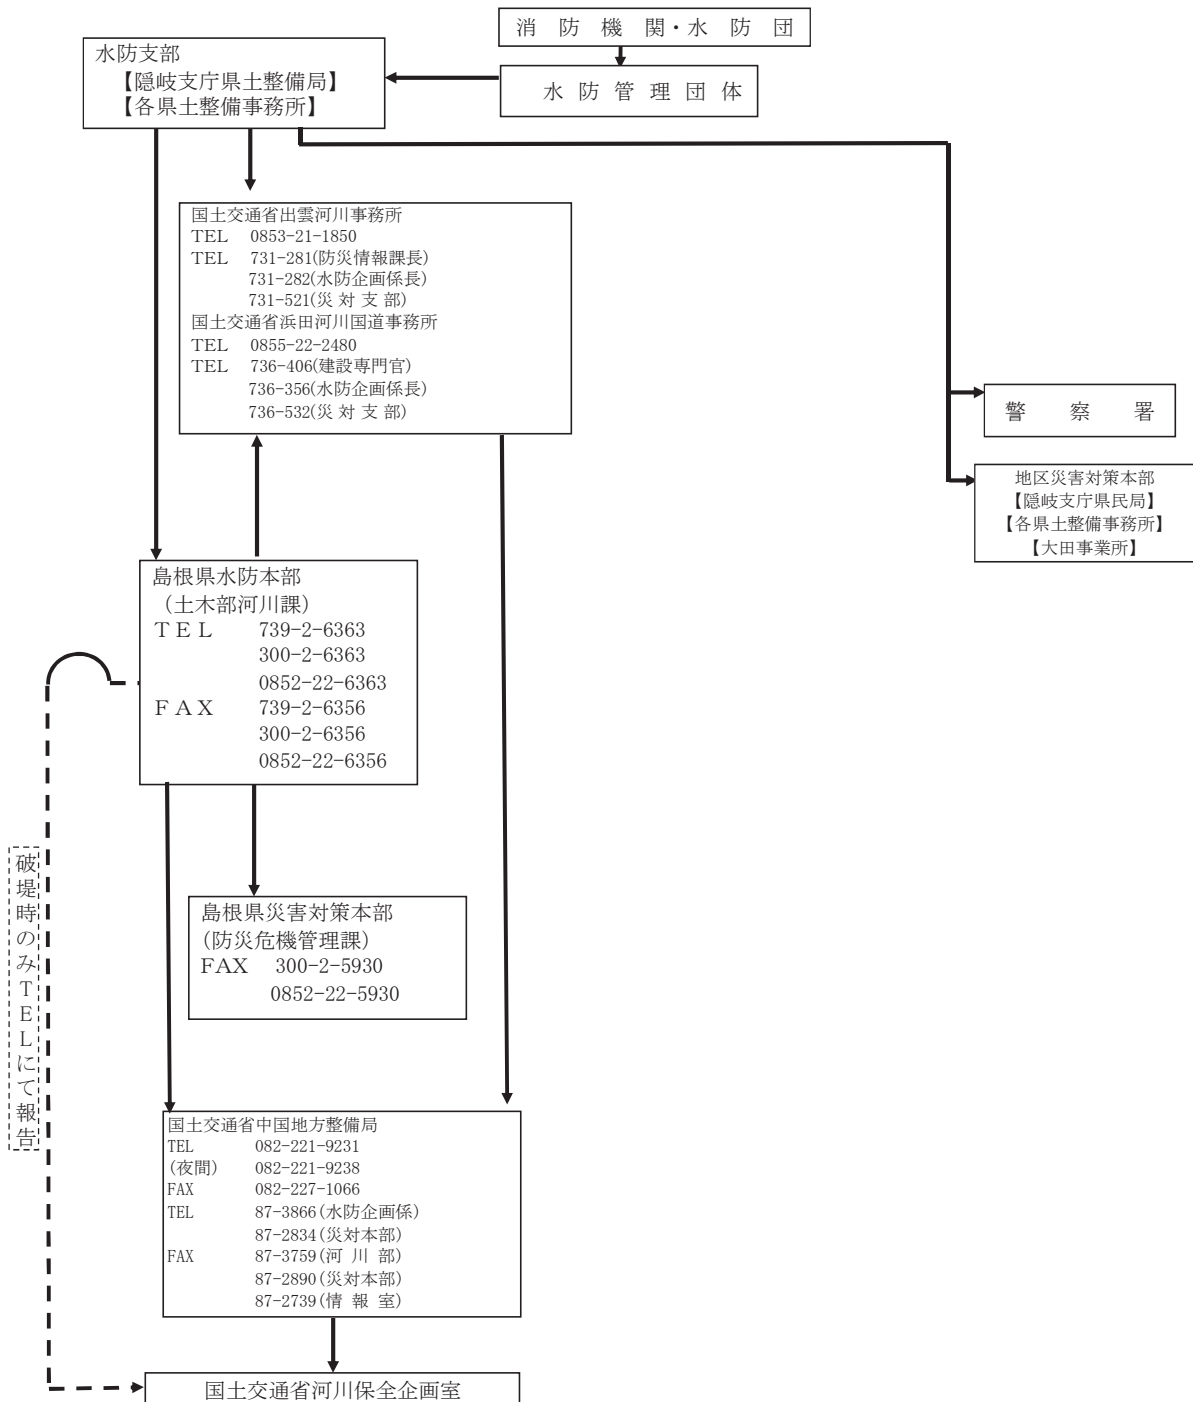 消 防 機 関・水 防 団
水防支部
【隠岐支庁県土整備局】
【各県土整備事務所】
水 防 管 理 団 体
国土交通省出雲河川事務所
TEL 0853-21-1850
TEL 731-281(防災情報課長)
731-282(水防企画係長)
731-521(災 対 支 部)
国土交通省浜田河川国道事務所
TEL 0855-22-2480
TEL 736-406(建設専門官)
736-356(水防企画係長)
736-532(災 対 支 部)
警 察 署
地区災害対策本部
【隠岐支庁県民局】
【各県土整備事務所】
【大田事業所】
島根県水防本部
（土木部河川課）
ＴＥＬ 739-2-6363
300-2-6363
0852-22-6363
ＦＡＸ 739-2-6356
300-2-6356
0852-22-6356
破堤時のみＴＥＬにて報告
島根県災害対策本部
(防災危機管理課)
FAX 300-2-5930
0852-22-5930
国土交通省中国地方整備局
TEL 082-221-9231
(夜間) 082-221-9238
FAX 082-227-1066
TEL 87-3866(水防企画係)
87-2834(災対本部)
FAX 87-3759(河 川 部)
87-2890(災対本部)
87-2739(情 報 室)
国土交通省河川保全企画室